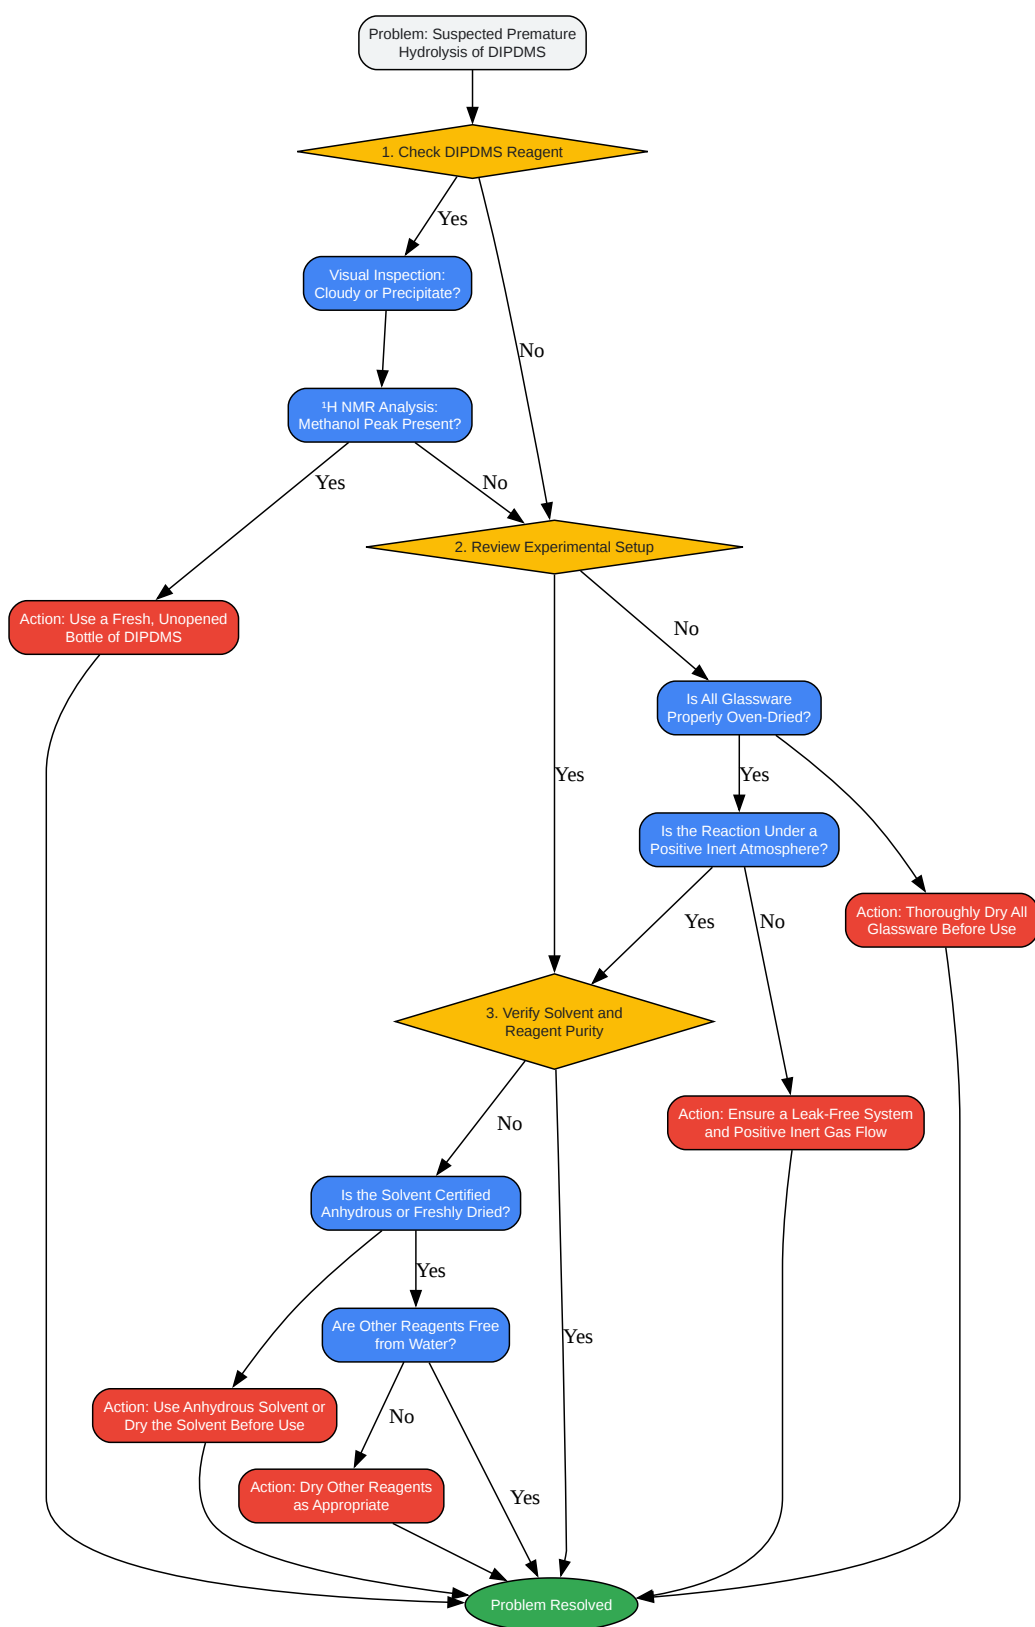 Problem: Suspected Premature
Hydrolysis of DIPDMS
1. Check DIPDMS Reagent
Yes
Visual Inspection:
Cloudy or Precipitate?
No
¹H NMR Analysis:
Methanol Peak Present?
Yes
No
2. Review Experimental Setup
Action: Use a Fresh, Unopened
Bottle of DIPDMS
No
Is All Glassware
Properly Oven-Dried?
Yes
Yes
Is the Reaction Under a
Positive Inert Atmosphere?
Yes
No
Action: Thoroughly Dry All
Glassware Before Use
3. Verify Solvent and
Reagent Purity
No
Action: Ensure a Leak-Free System
and Positive Inert Gas Flow
Is the Solvent Certified
Anhydrous or Freshly Dried?
Yes
Are Other Reagents Free
from Water?
Yes
Action: Use Anhydrous Solvent or
Dry the Solvent Before Use
No
Action: Dry Other Reagents
as Appropriate
Yes
Problem Resolved